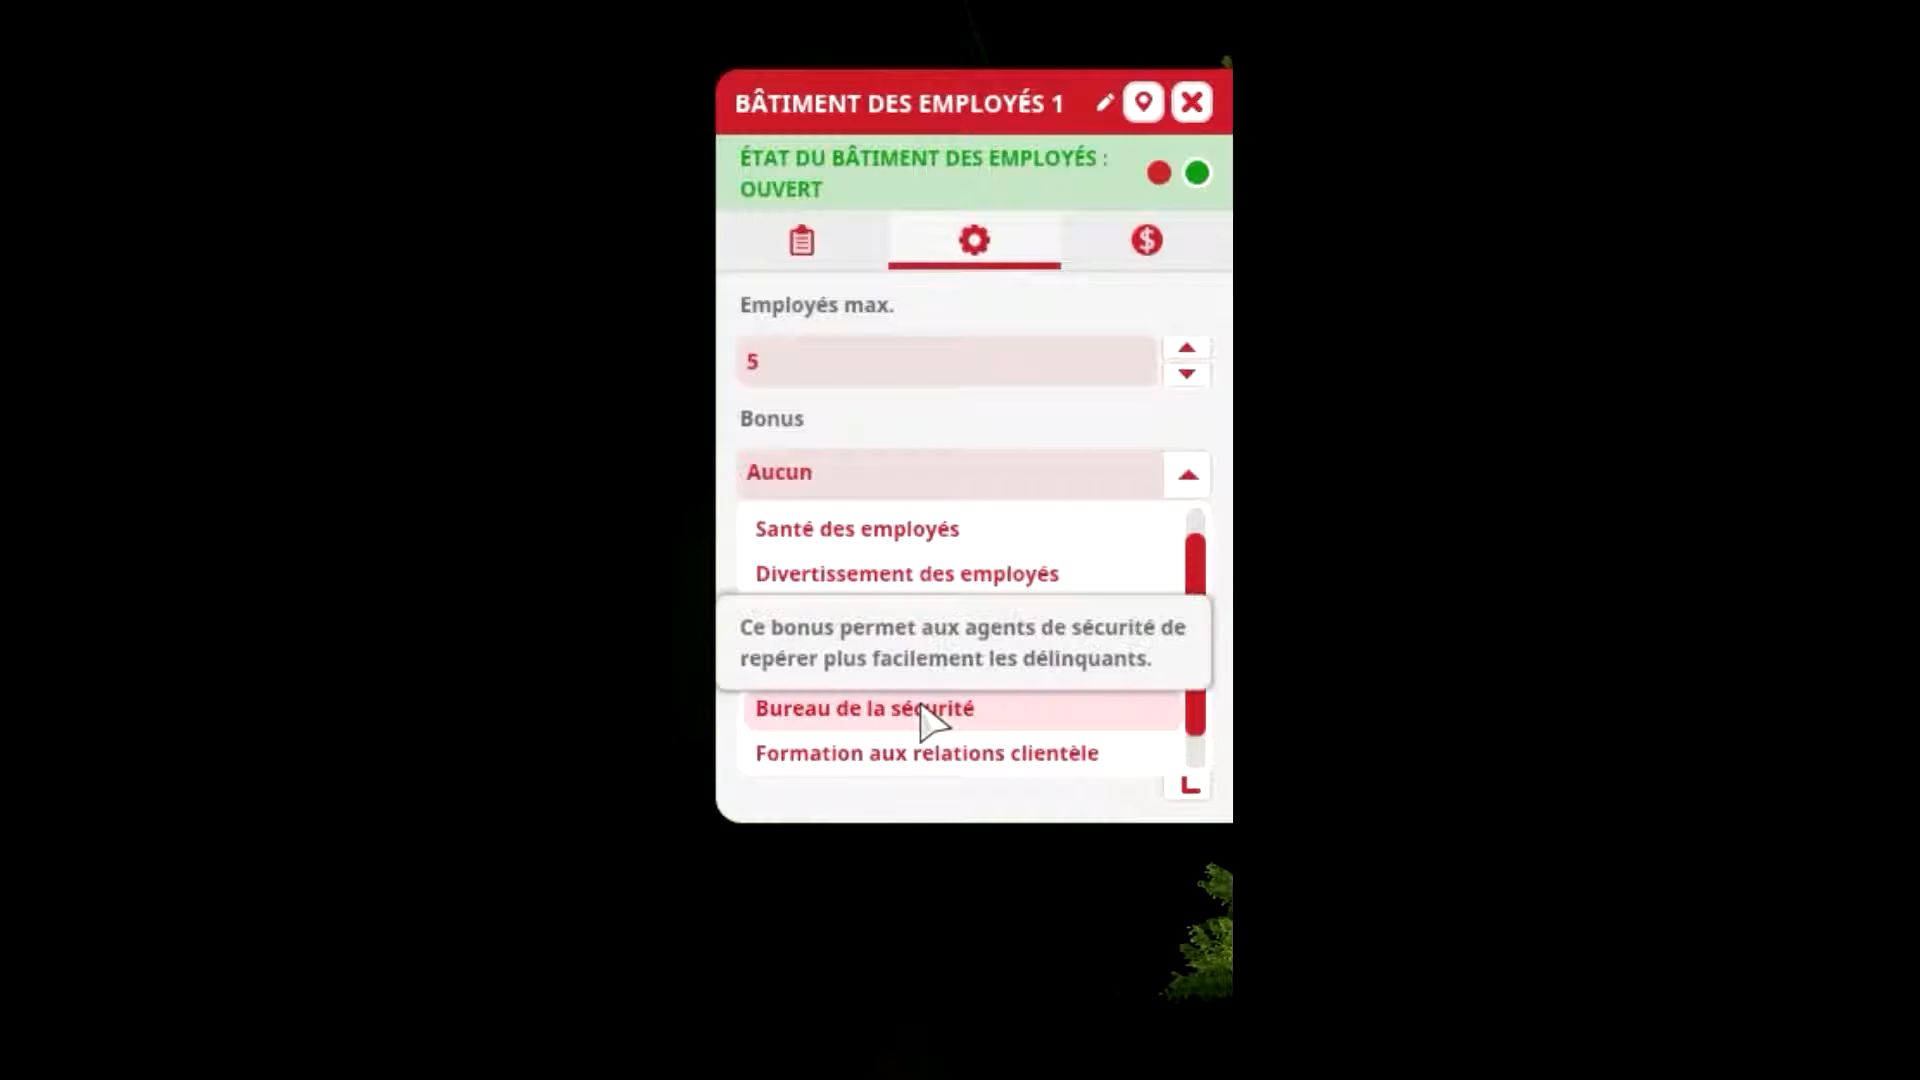 BÂTIMENT DES EMPLOYÉS 1
ÉTAT DU BÂTIMENT DES EMPLOYÉS :
OUVERT
Employés max.
5
Bonus
Aucun
Santé des employés
Divertissement des employés
Ce bonus permet aux agents de sécurité de
repérer plus facilement les délinquants.
Bureau de la sécurité
Formation aux relations clientèle